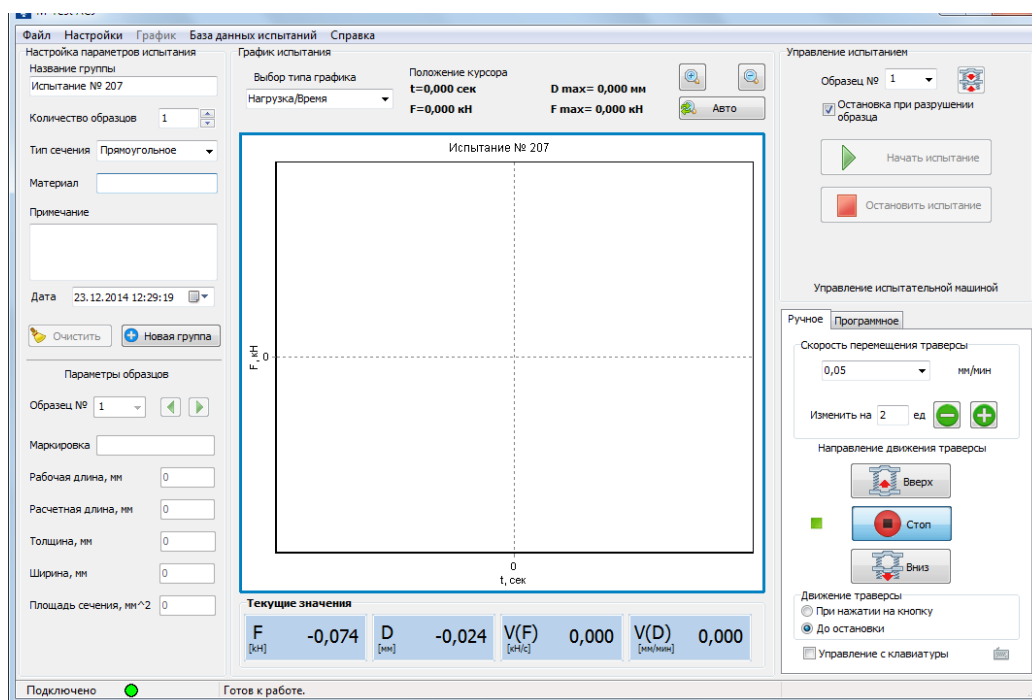 Файл Настройки График База данных испытаний Справка
Настройка параметров испытания
Название группы
Испытание № 207
Количество образцов 1
Тип сечения Прямоугольное
Материал
Примечание
Дата 23.12.2014 12:29:19
Очистить Новая группа
Параметры образцов
Образец № 1
Маркировка
Рабочая длина, мм 0
Расчетная длина, мм 0
Толщина, мм 0
Ширина, мм 0
Площадь сечения, мм^2 0
График испытания
Выбор типа графика
Нагрузка/Время
Положение курсора
t=0,000 сек D max= 0,000 мм
F=0,000 кН F max= 0,000 кН
Авто
Испытание № 207
F, кН
0
0
t, сек
Текущие значения
F [кН] -0,074 D [мм] -0,024 V(F) [кН/с] 0,000 V(D) [мм/мин] 0,000
Управление испытанием
Образец № 1
Остановка при разрушении
образца
Начать испытание
Остановить испытание
Управление испытательной машиной
Ручное Программное
Скорость перемещения траверсы
0,05 мм/мин
Изменить на 2 ед
Направление движения траверсы
Вверх
Стоп
Вниз
Движение траверсы
При нажатии на кнопку
До остановки
Управление с клавиатуры
Подключено Готов к работе.